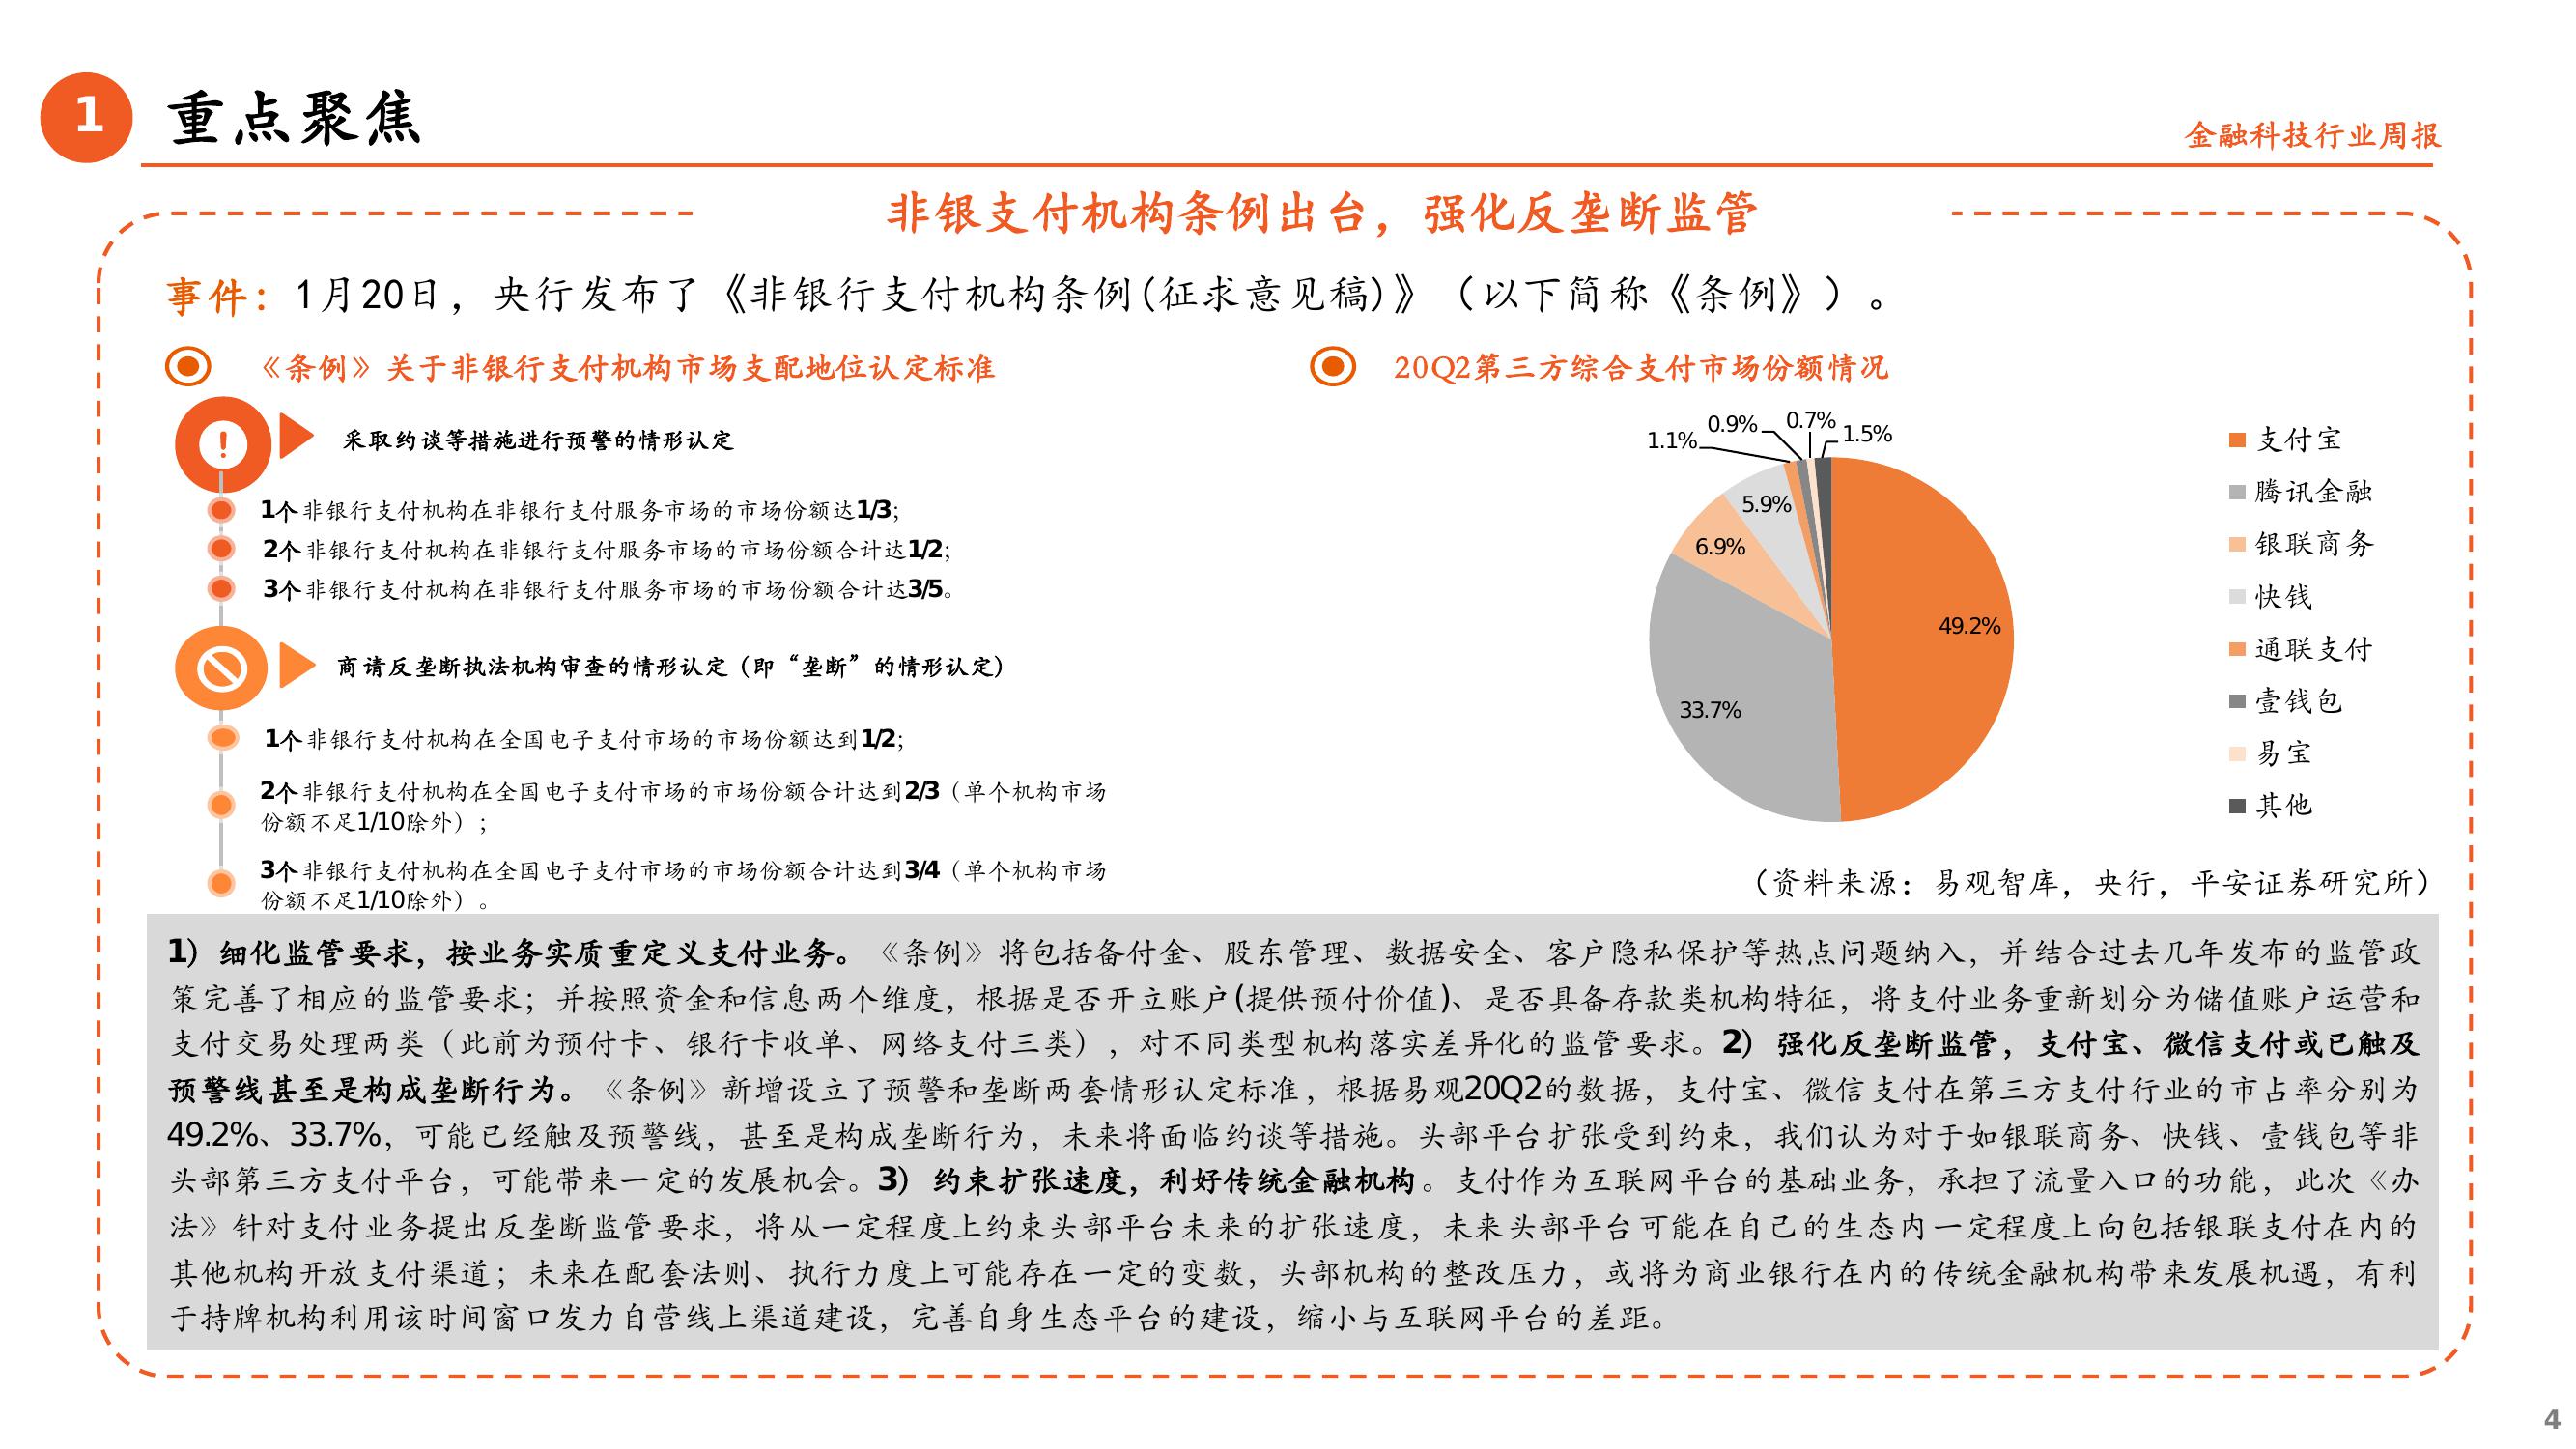 1
重点聚焦
金融科技行业周报
非银支付机构条例出台，强化反垄断监管
事件：1月20日，央行发布了《非银行支付机构条例(征求意见稿)》（以下简称《条例》）。
《条例》关于非银行支付机构市场支配地位认定标准
采取约谈等措施进行预警的情形认定
1个非银行支付机构在非银行支付服务市场的市场份额达1/3；
2个非银行支付机构在非银行支付服务市场的市场份额合计达1/2；
3个非银行支付机构在非银行支付服务市场的市场份额合计达3/5。
商请反垄断执法机构审查的情形认定（即“垄断”的情形认定）
1个非银行支付机构在全国电子支付市场的市场份额达到1/2；
2个非银行支付机构在全国电子支付市场的市场份额合计达到2/3（单个机构市场
份额不足1/10除外）；
3个非银行支付机构在全国电子支付市场的市场份额合计达到3/4（单个机构市场
份额不足1/10除外）。
20Q2第三方综合支付市场份额情况
0.7%
0.9%
1.5%
1.1%
5.9%
6.9%
49.2%
33.7%
支付宝
腾讯金融
银联商务
快钱
通联支付
壹钱包
易宝
其他
（资料来源：易观智库，央行，平安证券研究所）
1）细化监管要求，按业务实质重定义支付业务。《条例》将包括备付金、股东管理、数据安全、客户隐私保护等热点问题纳入，并结合过去几年发布的监管政
策完善了相应的监管要求；并按照资金和信息两个维度，根据是否开立账户(提供预付价值)、是否具备存款类机构特征，将支付业务重新划分为储值账户运营和
支付交易处理两类（此前为预付卡、银行卡收单、网络支付三类），对不同类型机构落实差异化的监管要求。2）强化反垄断监管，支付宝、微信支付或已触及
预警线甚至是构成垄断行为。《条例》新增设立了预警和垄断两套情形认定标准，根据易观20Q2的数据，支付宝、微信支付在第三方支付行业的市占率分别为
49.2%、33.7%，可能已经触及预警线，甚至是构成垄断行为，未来将面临约谈等措施。头部平台扩张受到约束，我们认为对于如银联商务、快钱、壹钱包等非
头部第三方支付平台，可能带来一定的发展机会。3）约束扩张速度，利好传统金融机构。支付作为互联网平台的基础业务，承担了流量入口的功能，此次《办
法》针对支付业务提出反垄断监管要求，将从一定程度上约束头部平台未来的扩张速度，未来头部平台可能在自己的生态内一定程度上向包括银联支付在内的
其他机构开放支付渠道；未来在配套法则、执行力度上可能存在一定的变数，头部机构的整改压力，或将为商业银行在内的传统金融机构带来发展机遇，有利
于持牌机构利用该时间窗口发力自营线上渠道建设，完善自身生态平台的建设，缩小与互联网平台的差距。
4